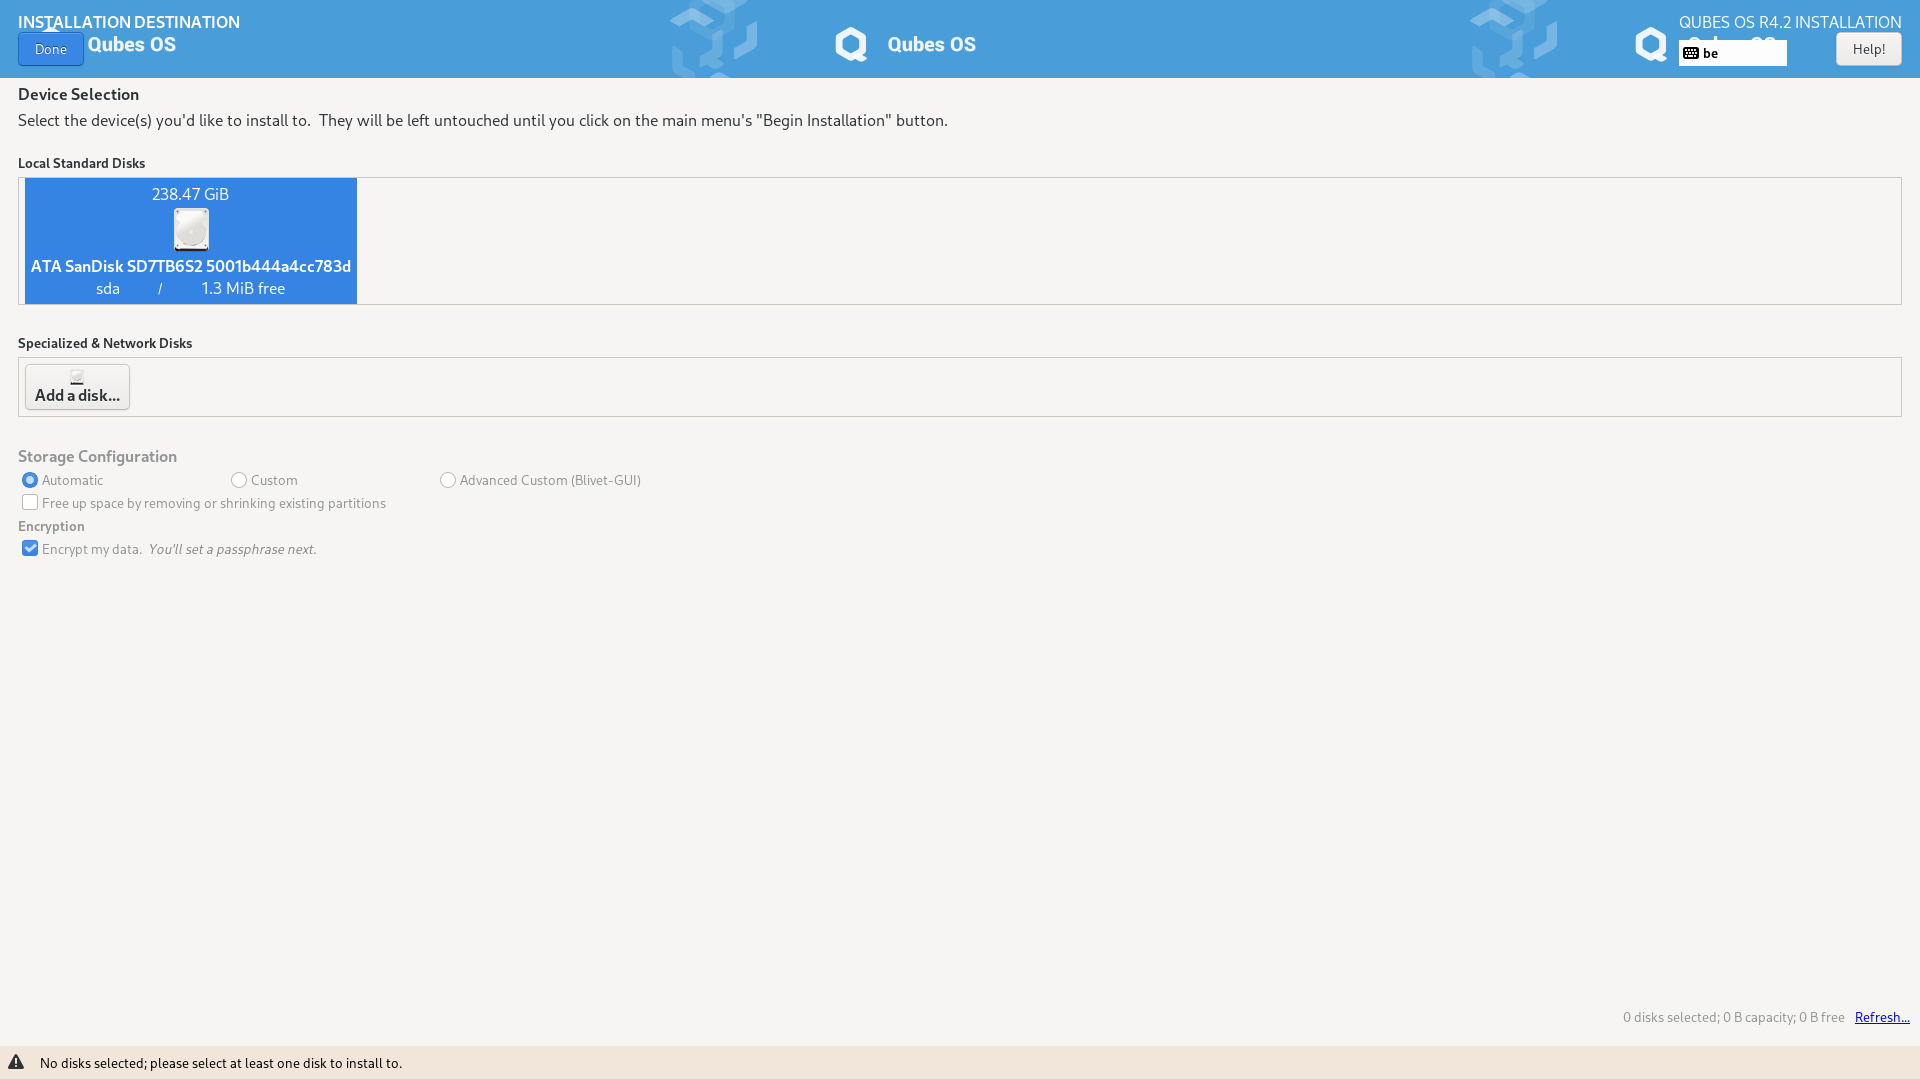 INSTALLATION DESTINATION
QUBES OS R4.2 INSTALLATION
Done
Qubes OS
Qubes OS
be
Help!
Device Selection
Select the device(s) you'd like to install to. They will be left untouched until you click on the main menu's "Begin Installation" button.
Local Standard Disks
238.47 GiB
ATA SanDisk SD7TB6S2 5001b444a4cc783d
sda / 1.3 MiB free
Specialized & Network Disks
Add a disk...
Storage Configuration
Automatic Custom Advanced Custom (Blivet-GUI)
Free up space by removing or shrinking existing partitions
Encryption
Encrypt my data. You'll set a passphrase next.
0 disks selected; 0 B capacity; 0 B free Refresh...
No disks selected; please select at least one disk to install to.